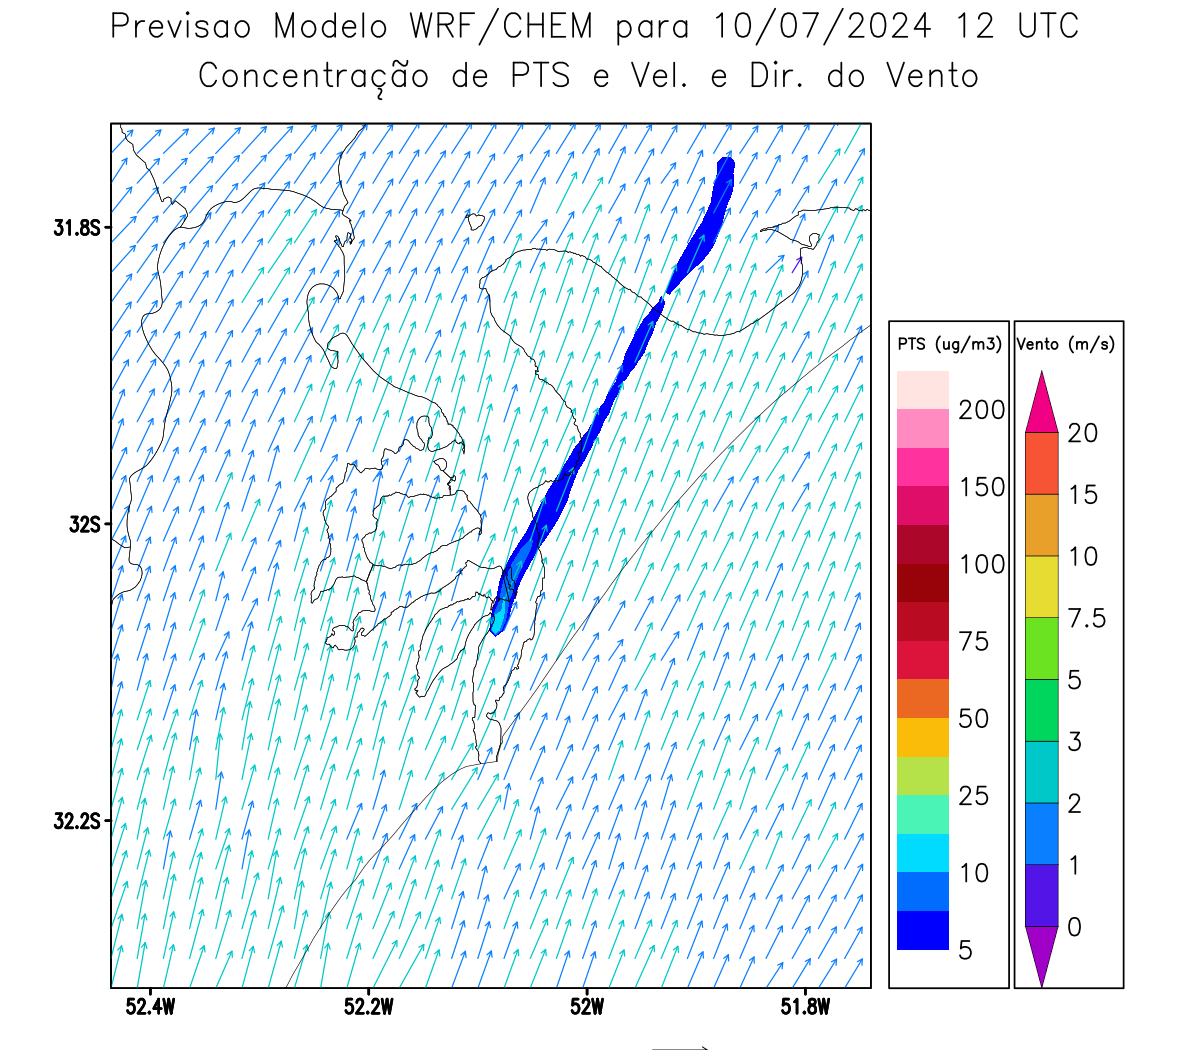 Previsao Modelo WRF/CHEM para 10/07/2024 12 UTC
Concentração de PTS e Vel. e Dir. do Vento
31.8S
32S
32.2S
52.4W
52.2W
52W
51.8W
PTS (ug/m3)
200
150
100
75
50
25
10
5
Vento (m/s)
20
15
10
7.5
5
3
2
1
0